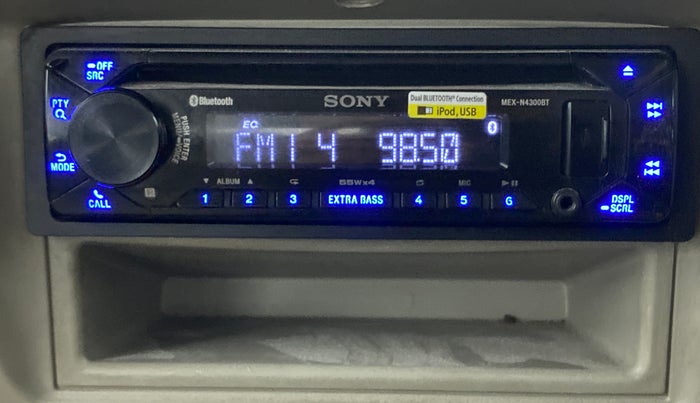 OFF
SRC
PTY
Bluetooth
SONY
Dual BLUETOOTH® Connection
iPod, USB
MEX-N4300BT
PUSH ENTER
MENU VOICE
EQ
FM1 4 98.50
MODE
CALL
ALBUM
55W x 4
MIC
1 2 3 EXTRA BASS 4 5 6
DSPL
SCRL